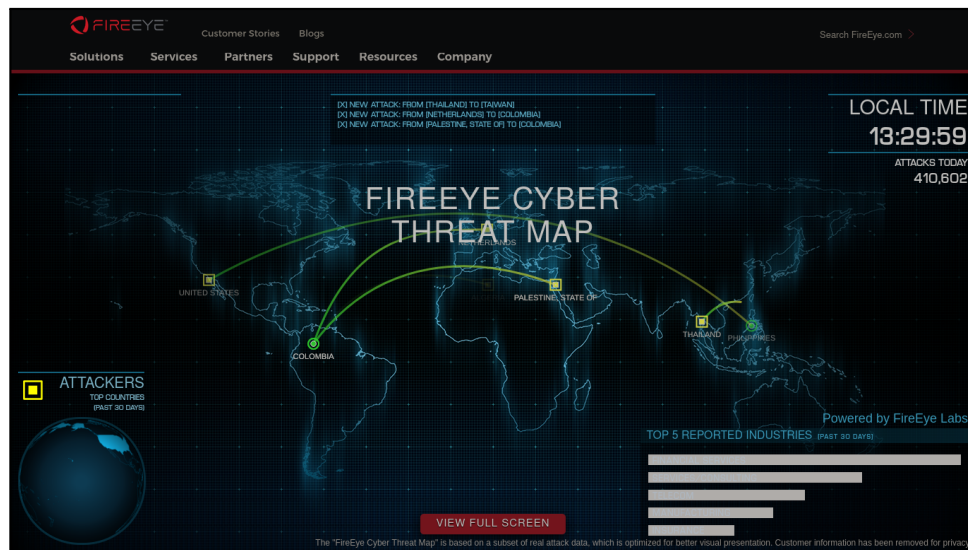 FIREEYE™
Customer Stories Blogs
Search FireEye.com
Solutions Services Partners Support Resources Company
[X] NEW ATTACK: FROM [THAILAND] TO [TAIWAN]
[X] NEW ATTACK: FROM [NETHERLANDS] TO [COLOMBIA]
[X] NEW ATTACK: FROM [PALESTINE, STATE OF] TO [COLOMBIA]
LOCAL TIME
13:29:59
ATTACKS TODAY
410,602
FIREEYE CYBER
THREAT MAP
NETHERLANDS
UNITED STATES
PALESTINE, STATE OF
THAILAND
PHILIPPINES
COLOMBIA
ATTACKERS
TOP COUNTRIES
(PAST 30 DAYS)
Powered by FireEye Labs
TOP 5 REPORTED INDUSTRIES (PAST 30 DAYS)
VIEW FULL SCREEN
The "FireEye Cyber Threat Map" is based on a subset of real attack data, which is optimized for better visual presentation. Customer information has been removed for privacy